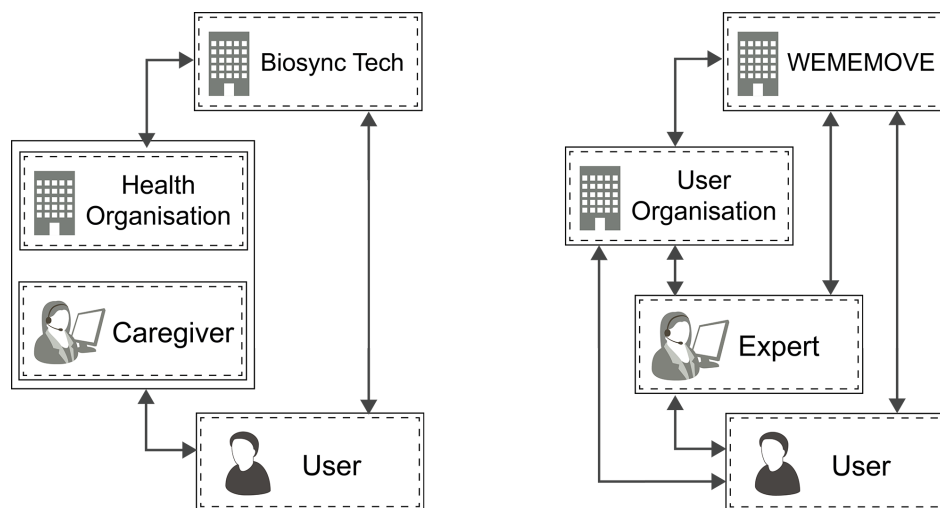 Biosync Tech
Health
Organisation
Caregiver
User
WEMEMOVE
User
Organisation
Expert
User